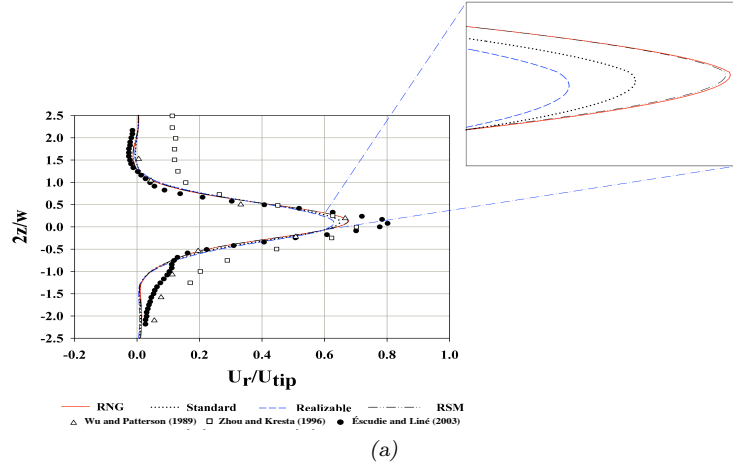 2.5
2.0
1.5
1.0
0.5
0.0
-0.5
-1.0
-1.5
-2.0
-2.5
2z/w
-0.2 0.0 0.2 0.4 0.6 0.8 1.0
Ur/Utip
RNG Standard Realizable RSM
Wu and Patterson (1989) Zhou and Kresta (1996) Éscudie and Liné (2003)
(a)